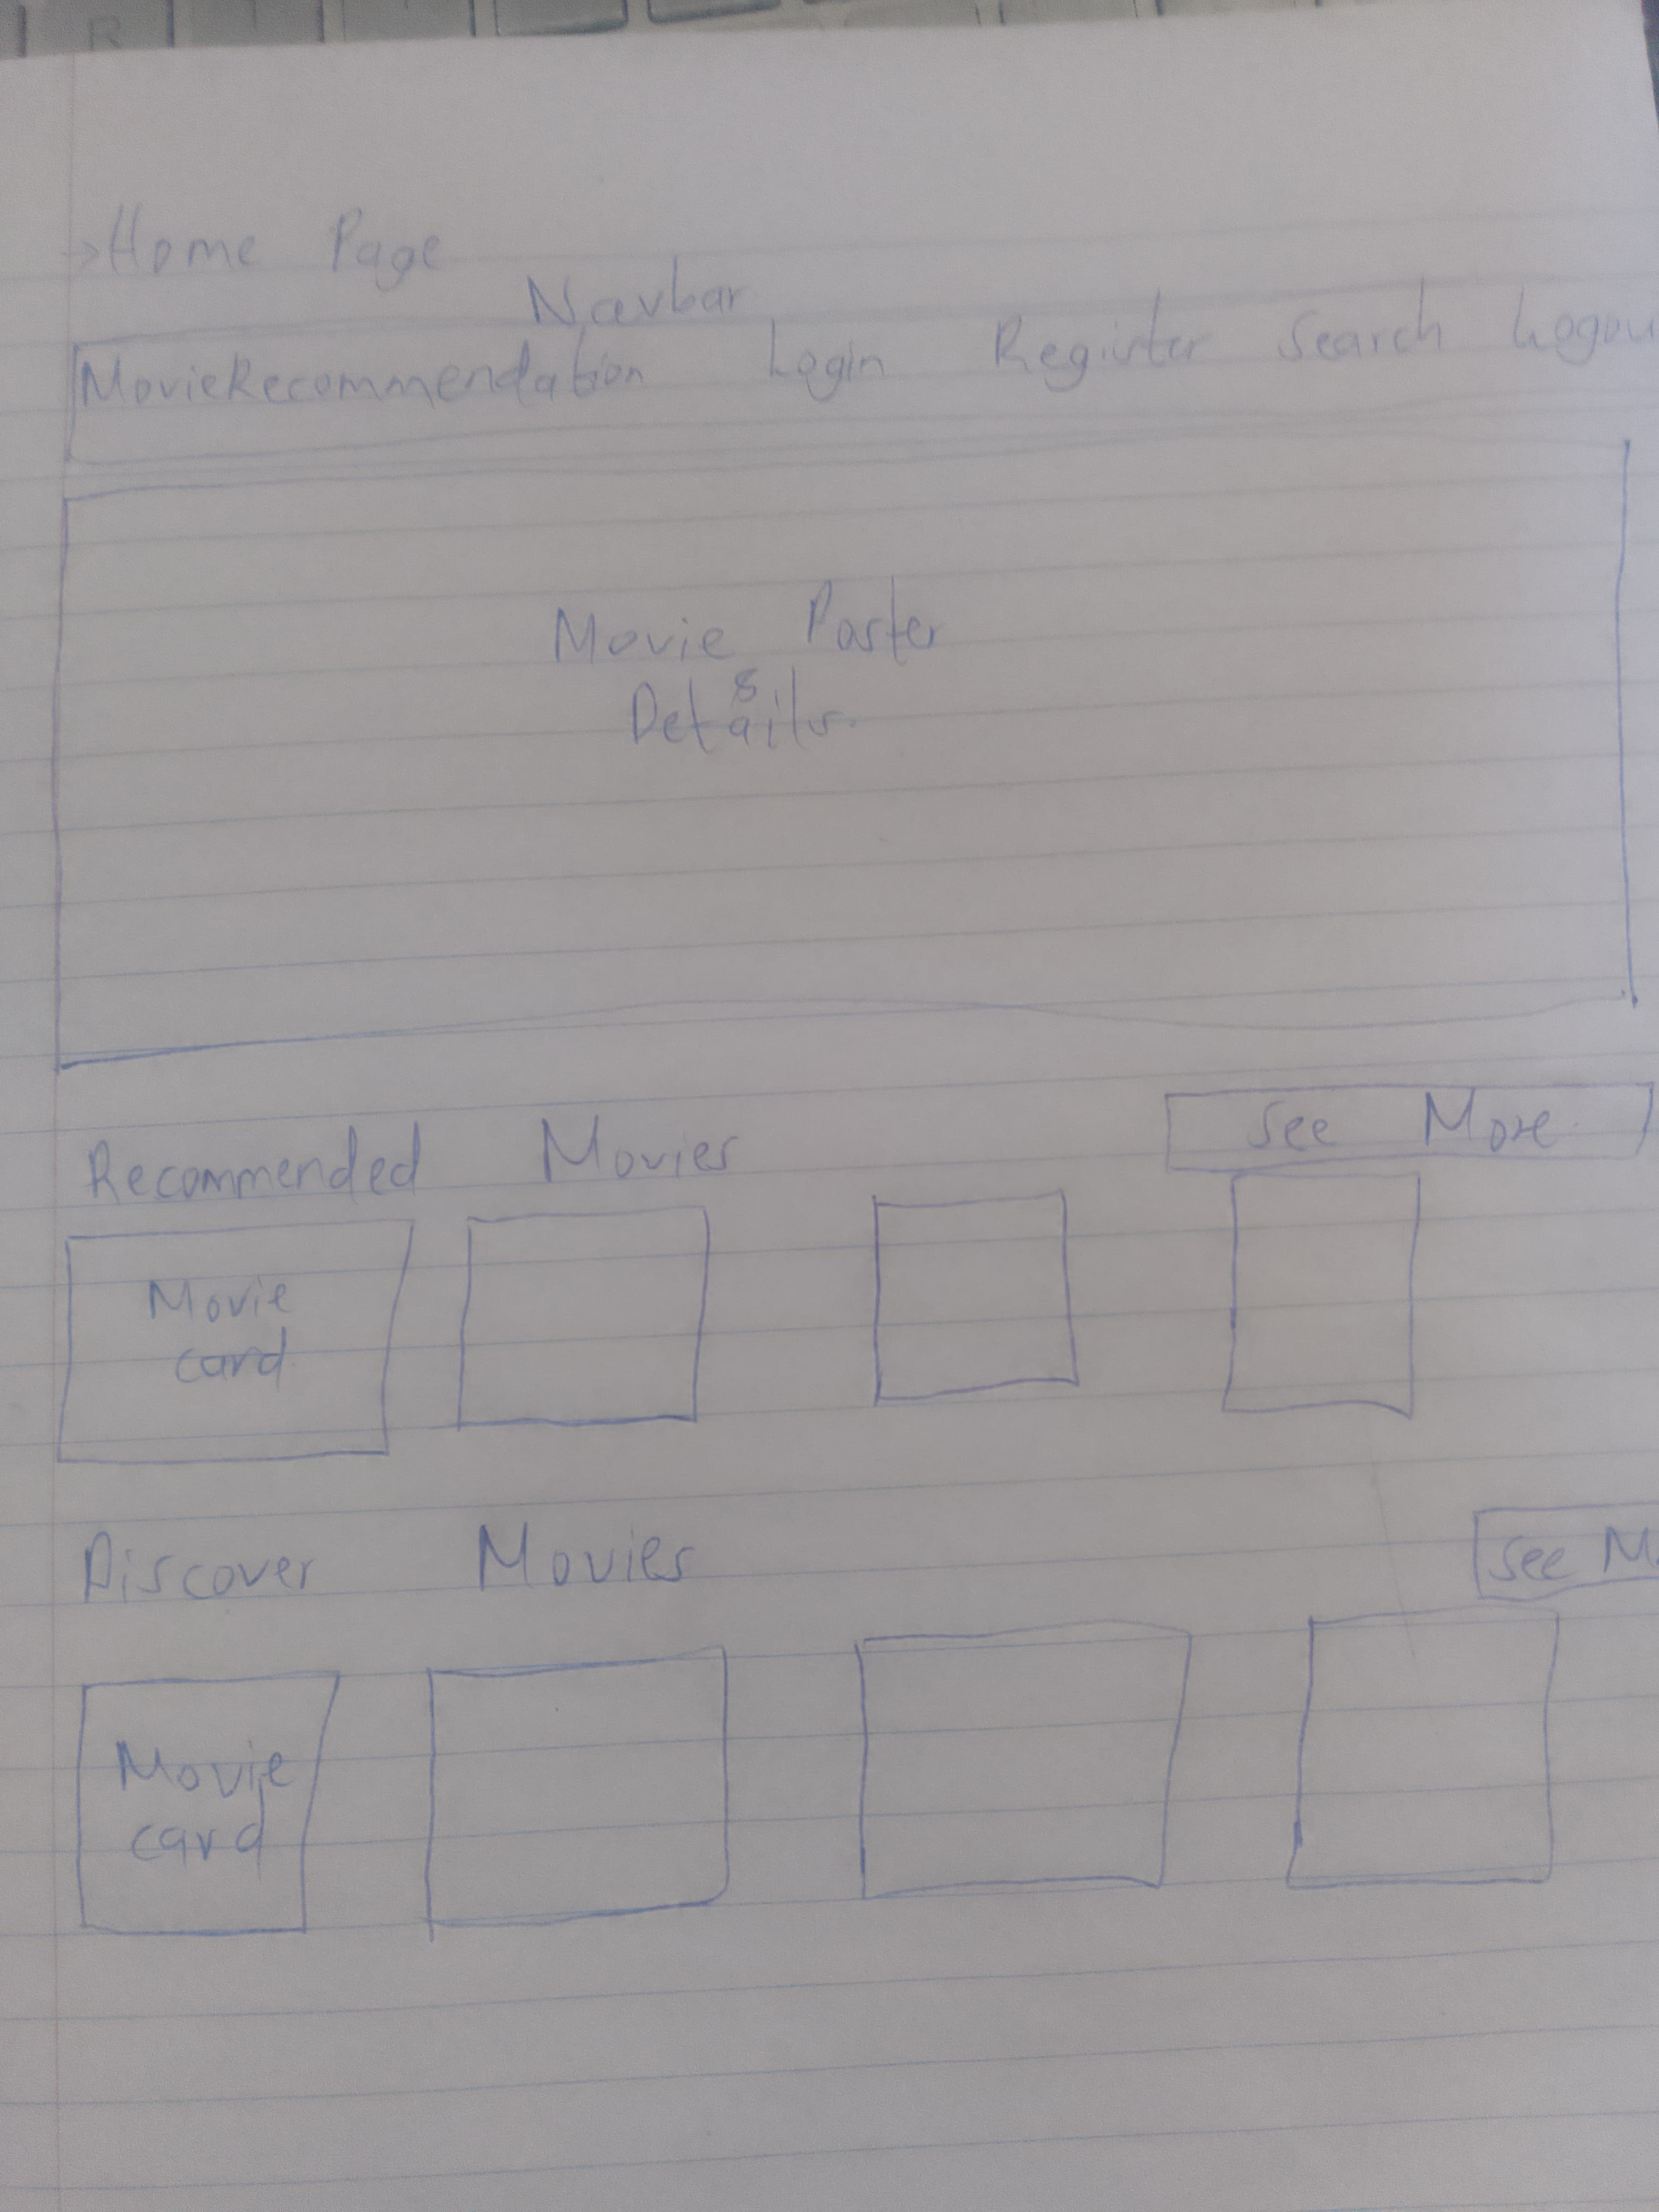 →Home Page
Navbar
MovieRecommendation Login Register Search Logou
Movie Poster
&
Details.
Recommended Movies See More
Movie
card
Discover Movies See M
Movie
card